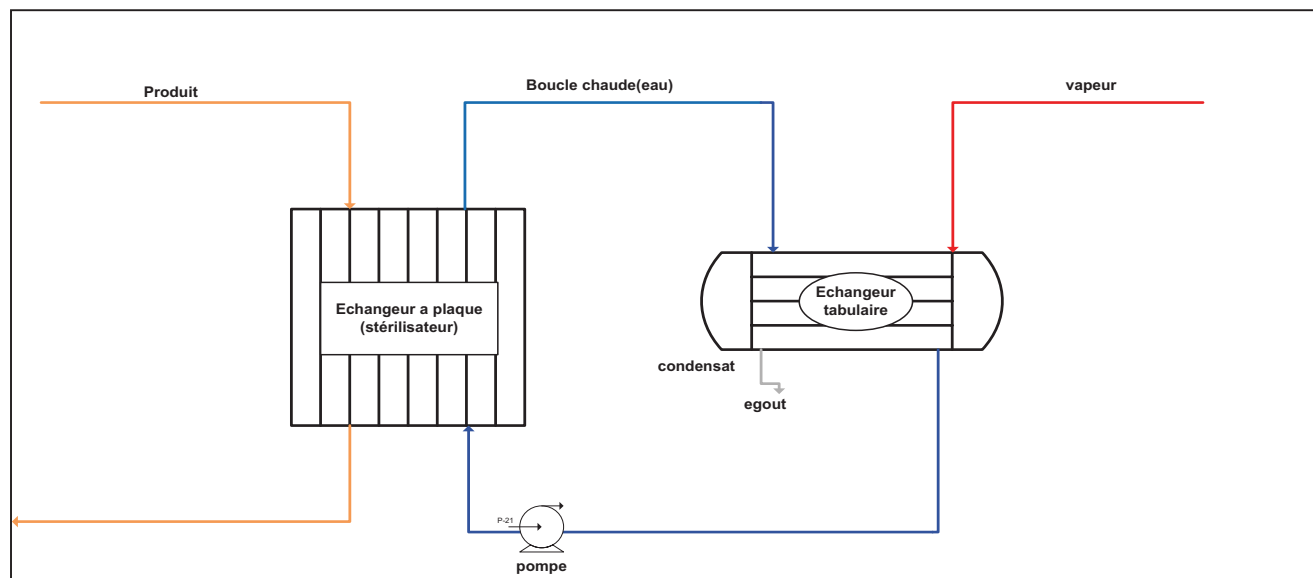 Produit
Boucle chaude(eau)
vapeur
Echangeur a plaque
(stérilisateur)
Echangeur
tabulaire
condensat
egout
P-21
pompe